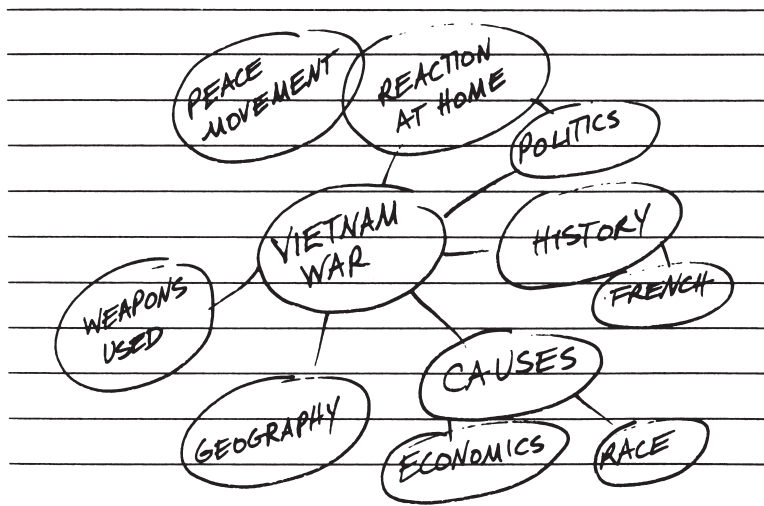 PEACE
MOVEMENT
REACTION
AT HOME
POLITICS
VIETNAM
WAR
HISTORY
FRENCH
WEAPONS
USED
CAUSES
GEOGRAPHY
ECONOMICS
RACE